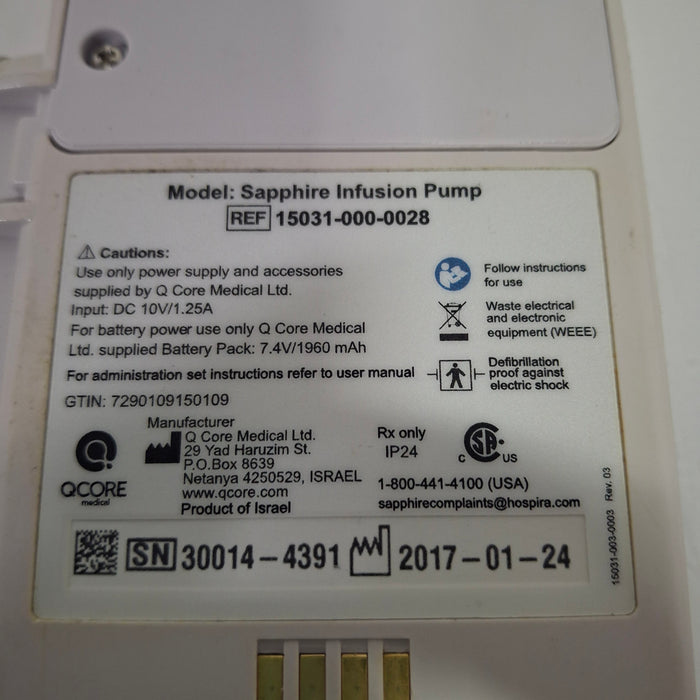 Model: Sapphire Infusion Pump
REF 15031-000-0028
Cautions:
Use only power supply and accessories
supplied by Q Core Medical Ltd.
Input: DC 10V/1.25A
For battery power use only Q Core Medical
Ltd. supplied Battery Pack: 7.4V/1960 mAh
For administration set instructions refer to user manual
GTIN: 7290109150109
Follow instructions
for use
Waste electrical
and electronic
equipment (WEEE)
Defibrillation
proof against
electric shock
QCORE
medical
Manufacturer
Q Core Medical Ltd.
29 Yad Haruzim St.
P.O.Box 8639
Netanya 4250529, ISRAEL
www.qcore.com
Product of Israel
Rx only
IP24
C SA US
1-800-441-4100 (USA)
sapphirecomplaints@hospira.com
SN 30014-4391 2017-01-24
15031-003-0003 Rev. 03